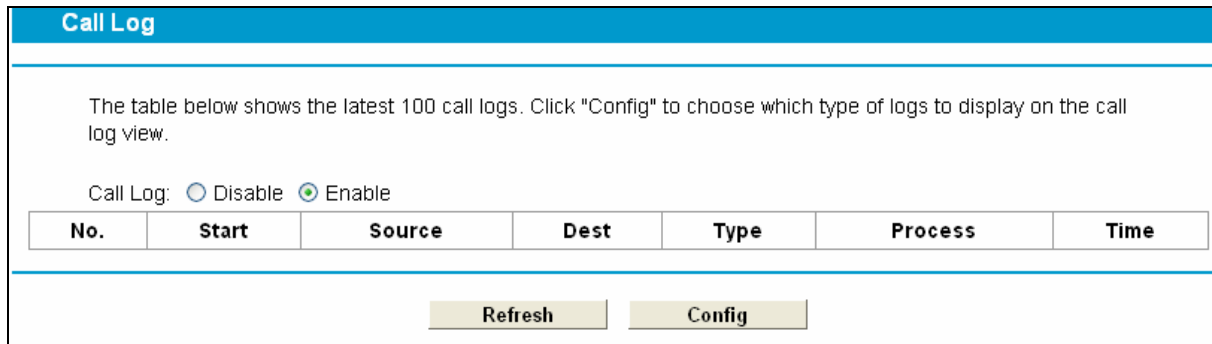 Call Log
The table below shows the latest 100 call logs. Click "Config" to choose which type of logs to display on the call
log view.
Call Log: Disable Enable
No. Start Source Dest Type Process Time
Refresh Config